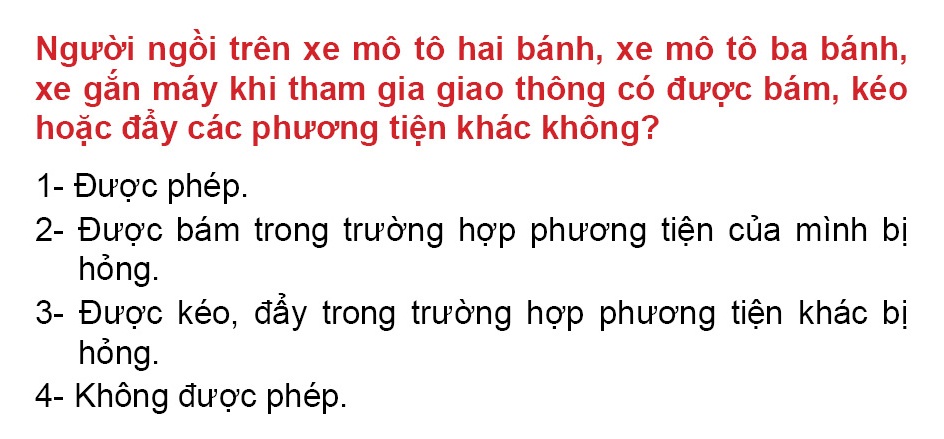 Người ngồi trên xe mô tô hai bánh, xe mô tô ba bánh,
xe gắn máy khi tham gia giao thông có được bám, kéo
hoặc đẩy các phương tiện khác không?
1- Được phép.
2- Được bám trong trường hợp phương tiện của mình bị
hỏng.
3- Được kéo, đẩy trong trường hợp phương tiện khác bị
hỏng.
4- Không được phép.